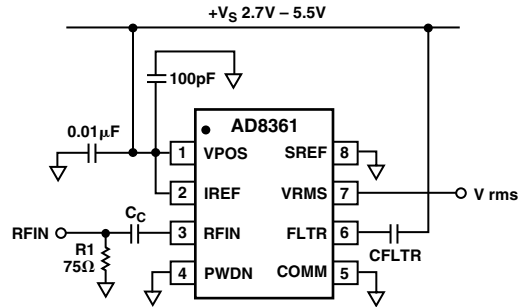 +VS 2.7V – 5.5V
100pF
0.01μF
AD8361
1 VPOS
SREF 8
2 IREF
VRMS 7
V rms
RFIN
CC
3 RFIN
FLTR 6
R1
75Ω
CFLTR
4 PWDN
COMM 5